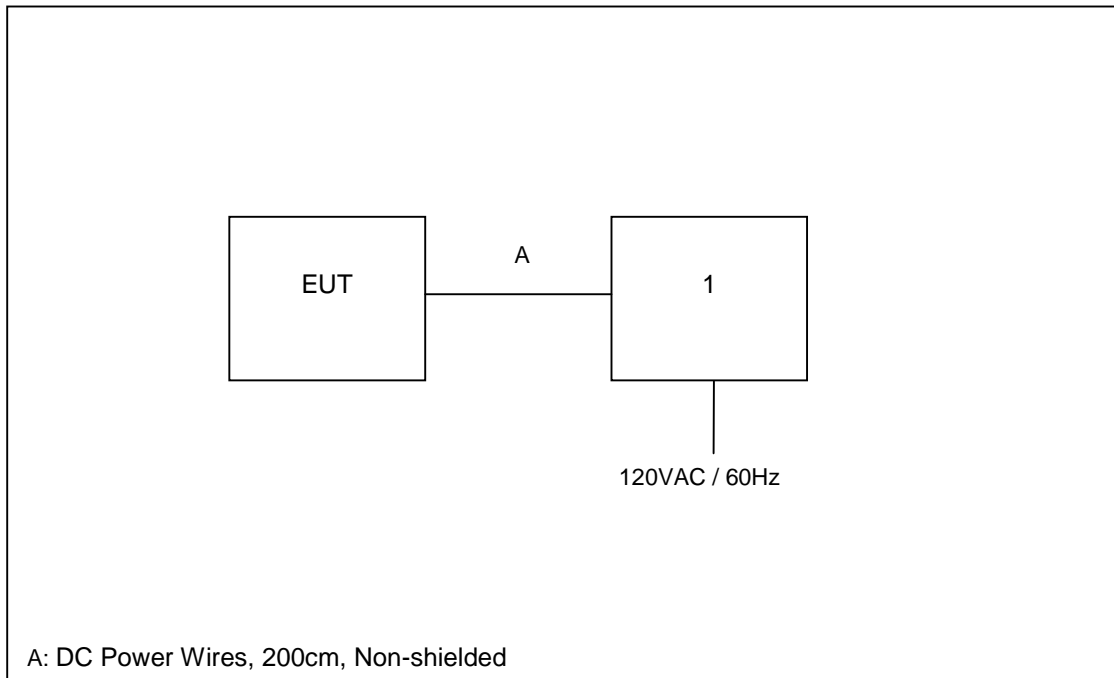 A
EUT
1
120VAC / 60Hz
A: DC Power Wires, 200cm, Non-shielded